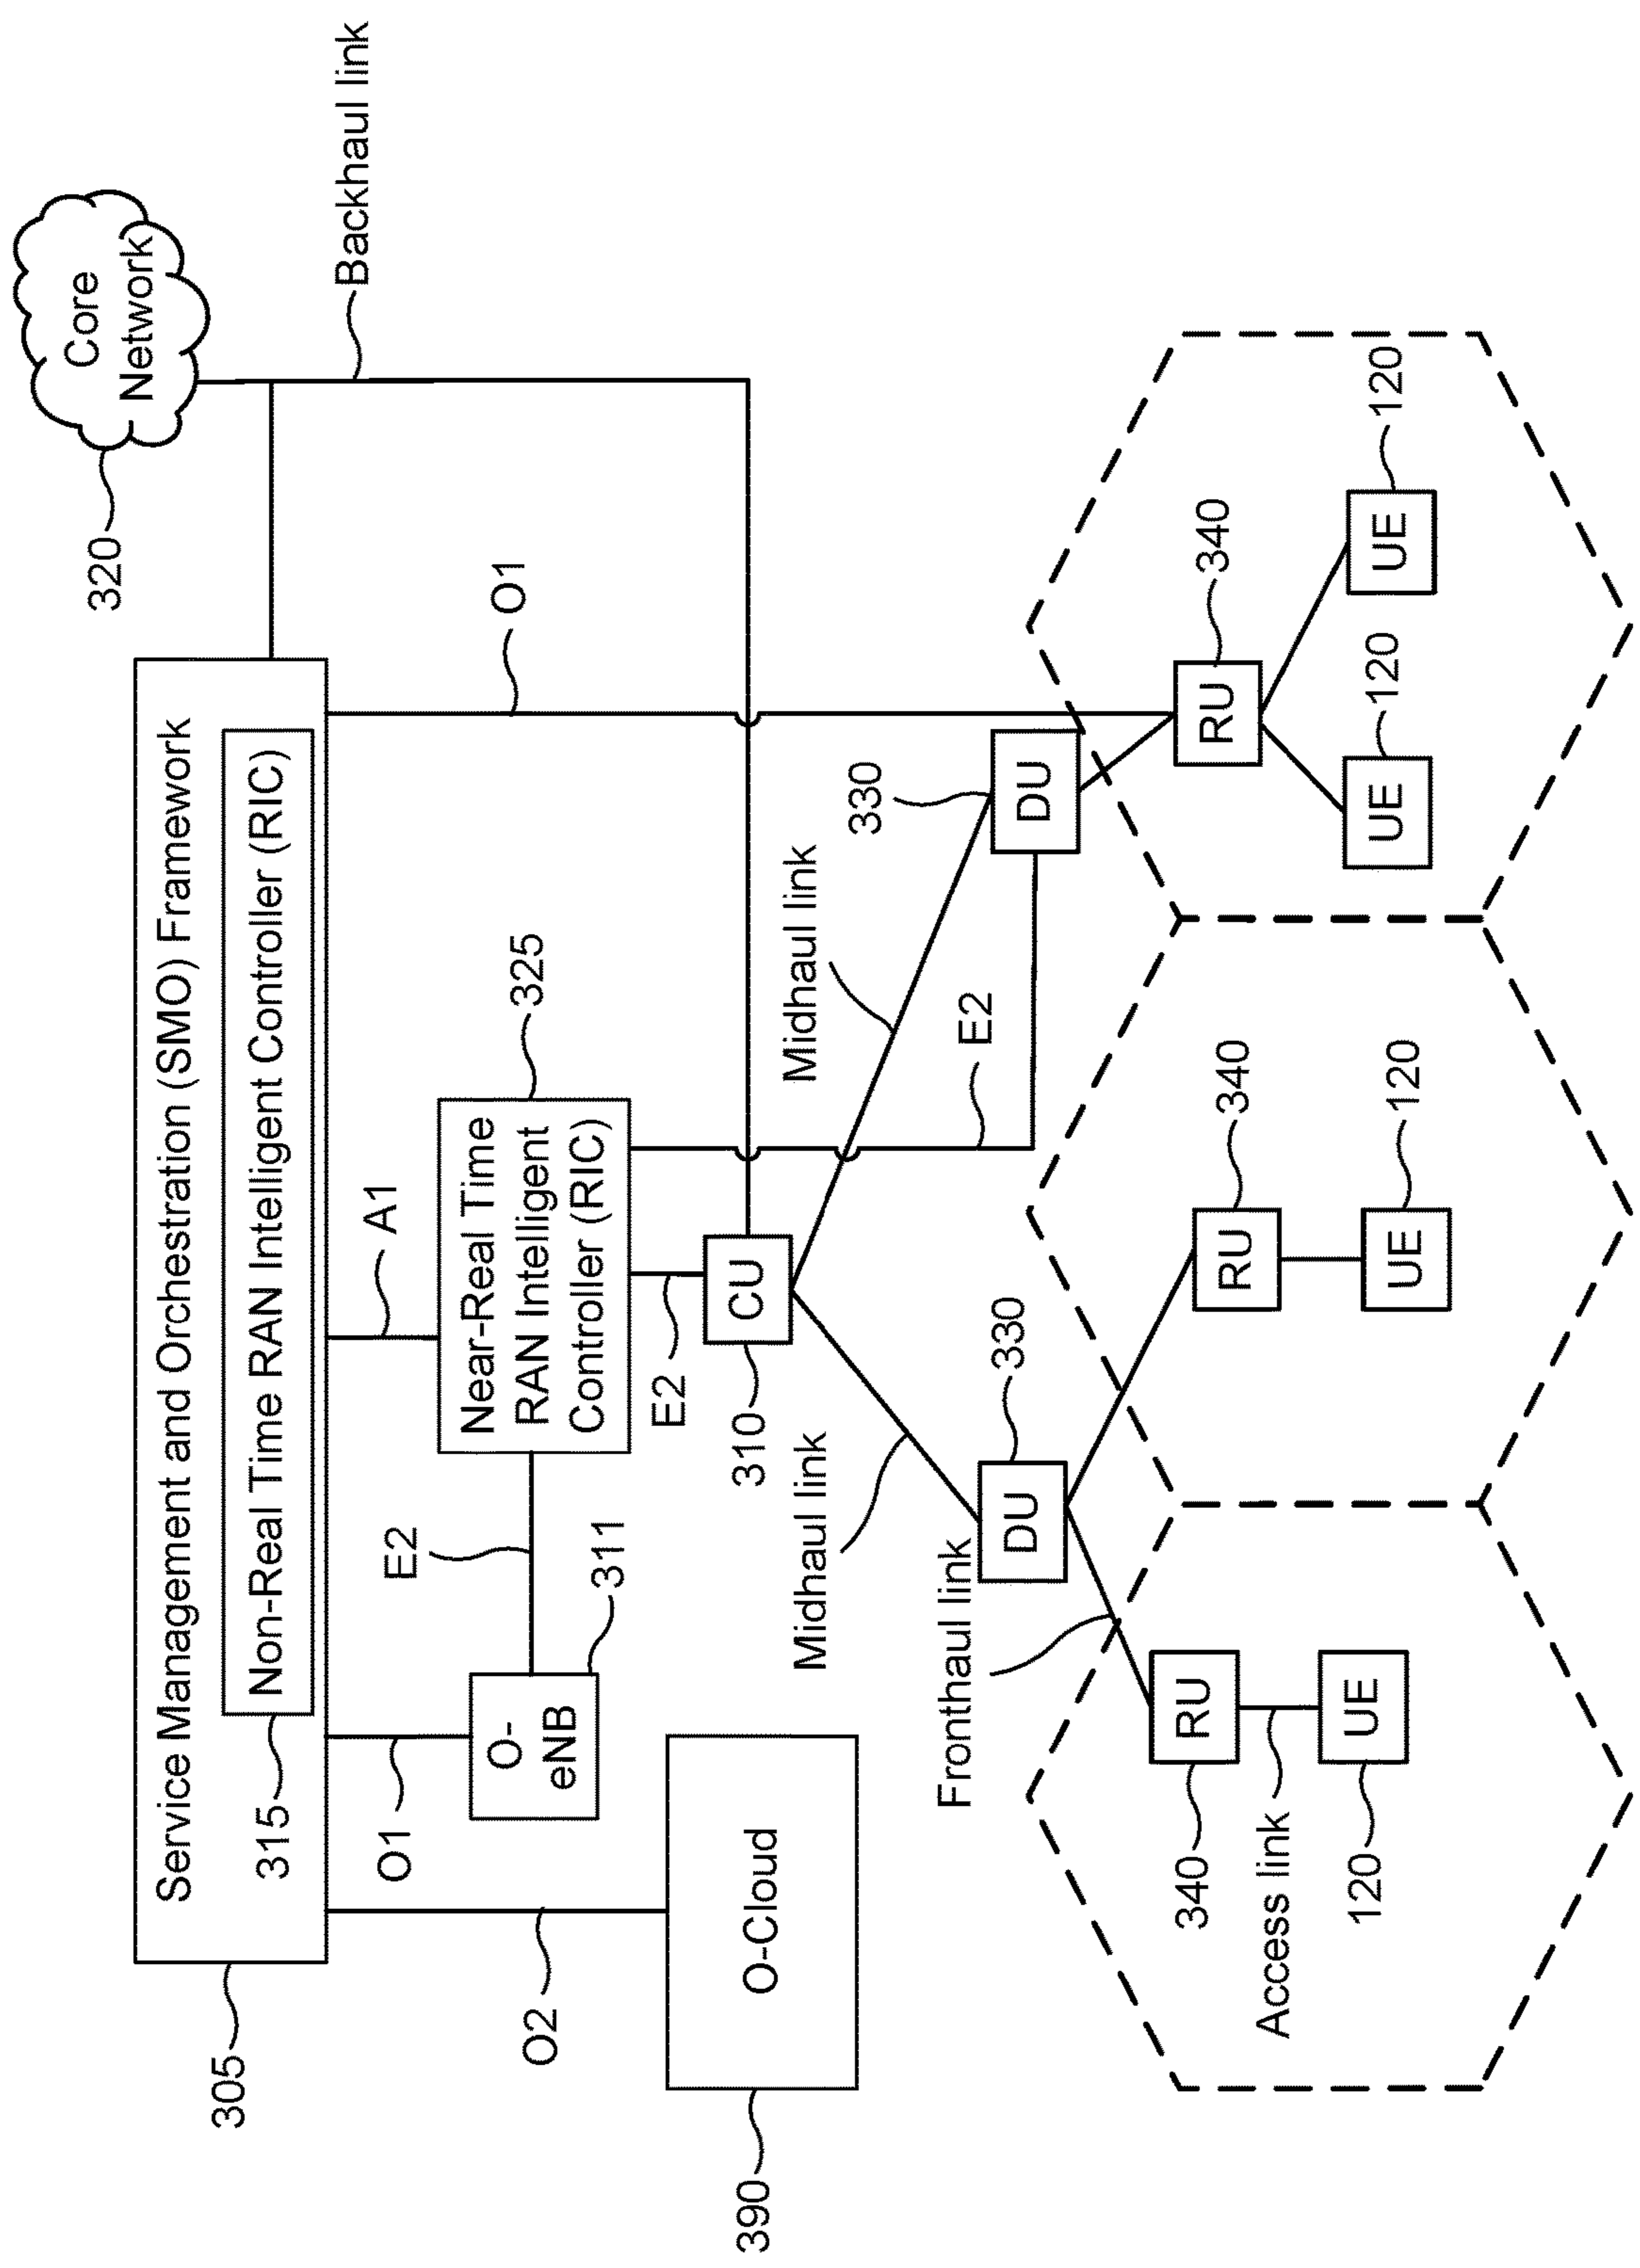 Core
Network
320
Backhaul link
Service Management and Orchestration (SMO) Framework
Non-Real Time RAN Intelligent Controller (RIC)
305
315
O2
O1
A1
O1
E2
Near-Real Time
RAN Intelligent
Controller (RIC)
325
O-
eNB
311
E2
CU
310
O-Cloud
390
Midhaul link
Midhaul link
E2
330
DU
DU
330
Fronthaul link
RU
340
RU
340
RU
340
Access link
UE
120
UE
120
UE
120
UE
120